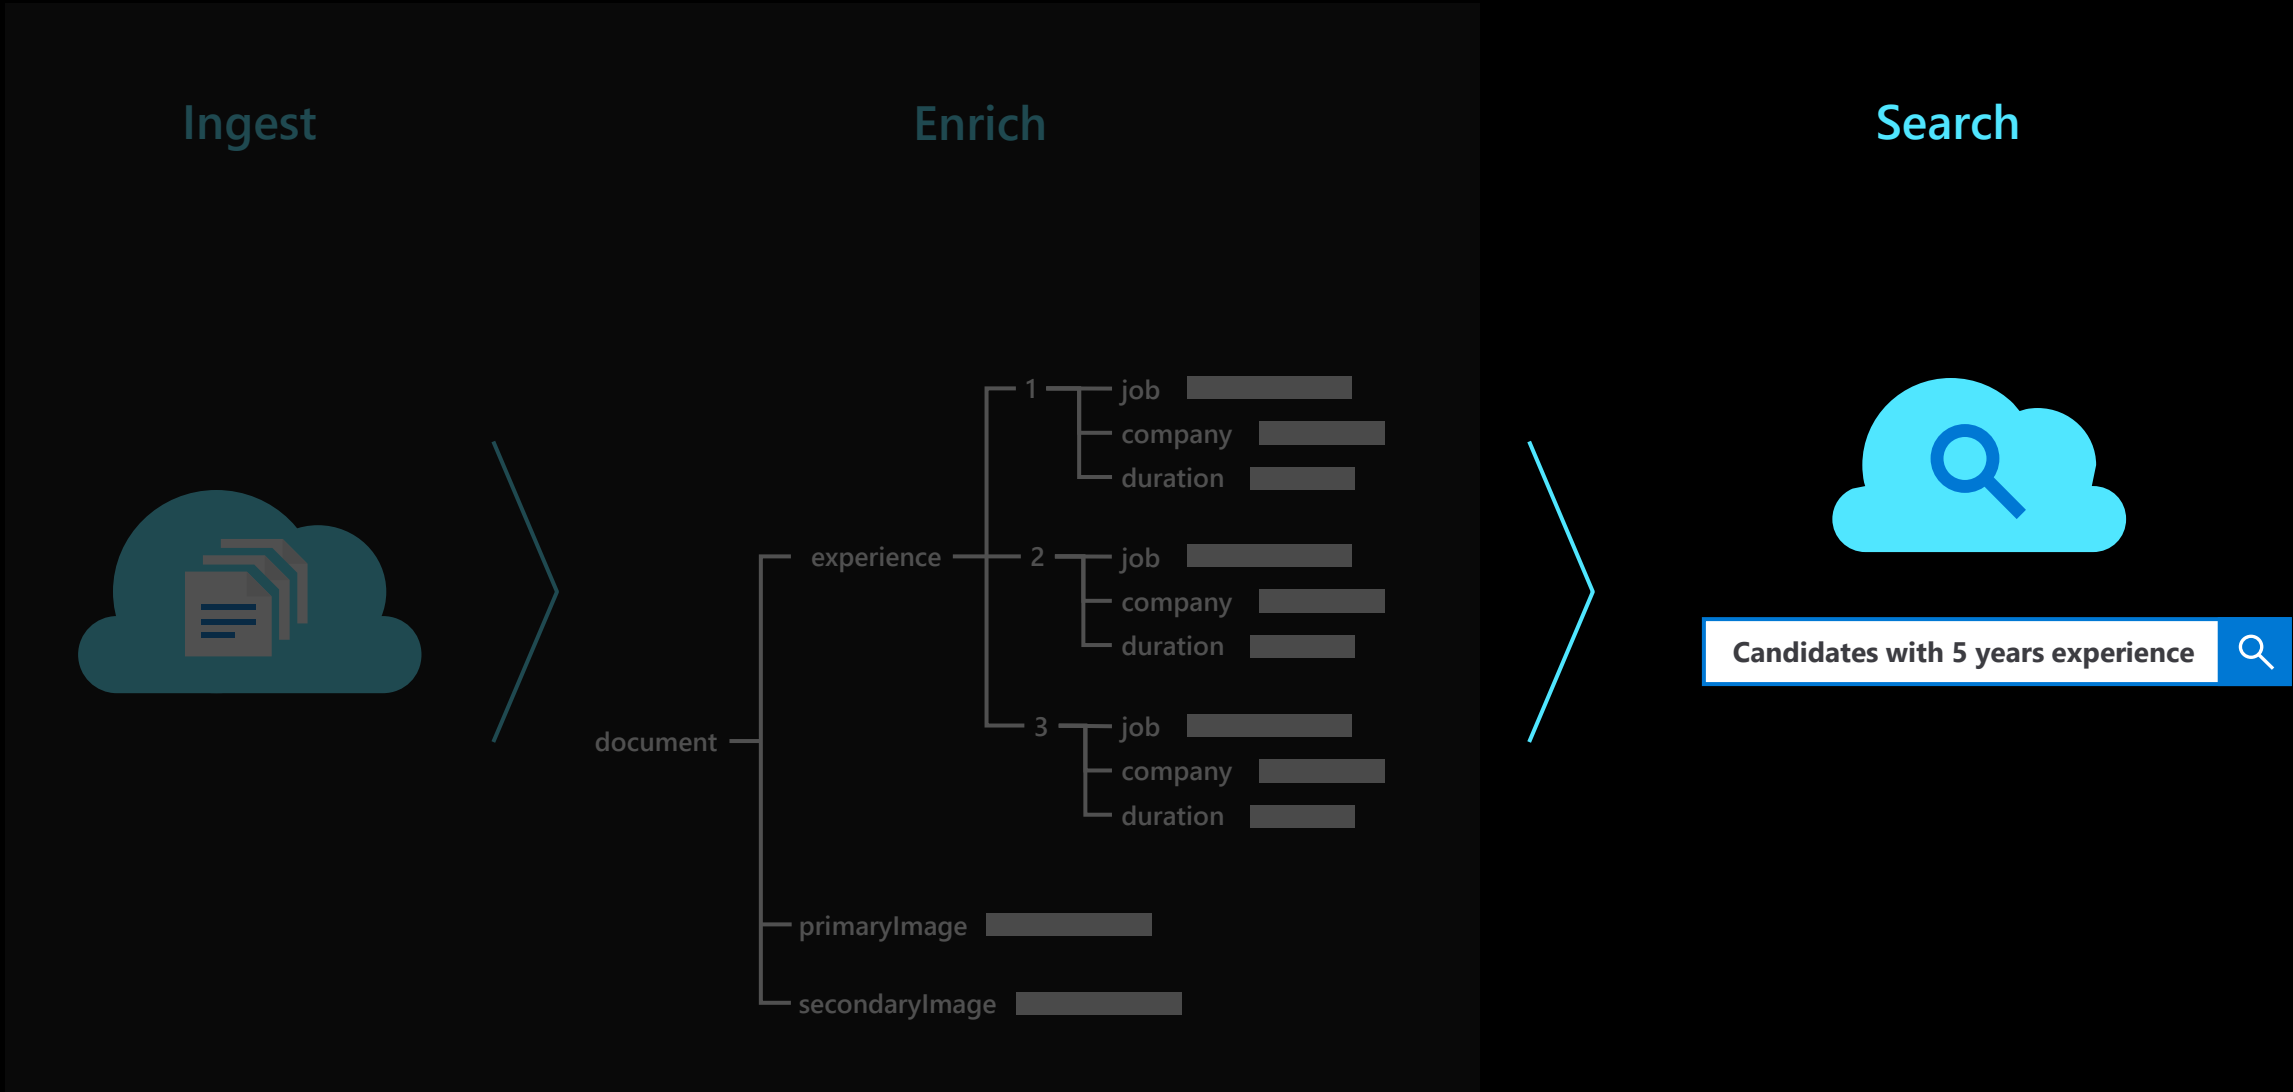 Ingest
Enrich
Search
document
experience
1
job
company
duration
2
job
company
duration
3
job
company
duration
primaryImage
secondaryImage
Candidates with 5 years experience